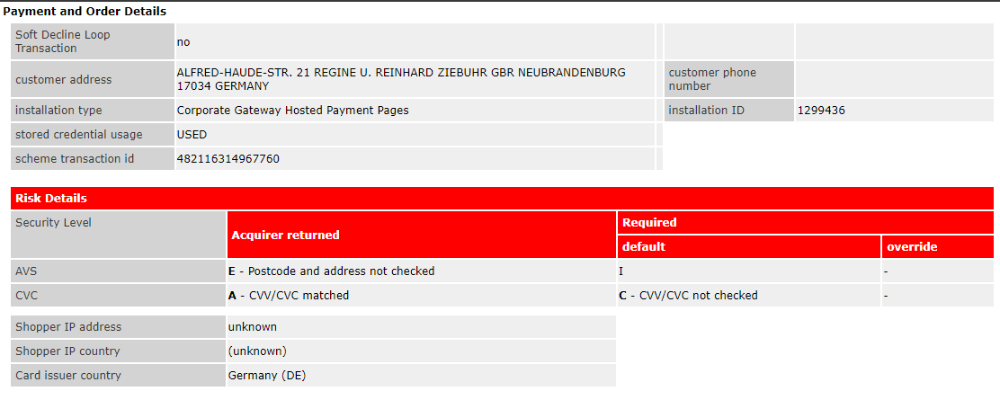 Payment and Order Details
Soft Decline Loop
Transaction
no
customer address
ALFRED-HAUDE-STR. 21 REGINE U. REINHARD ZIEBUHR GBR NEUBRANDENBURG
17034 GERMANY
customer phone
number
installation type
Corporate Gateway Hosted Payment Pages
installation ID
1299436
stored credential usage
USED
scheme transaction id
482116314967760
Risk Details
Security Level
Acquirer returned
Required
default
override
AVS
E - Postcode and address not checked
I
-
CVC
A - CVV/CVC matched
C - CVV/CVC not checked
-
Shopper IP address
unknown
Shopper IP country
(unknown)
Card issuer country
Germany (DE)